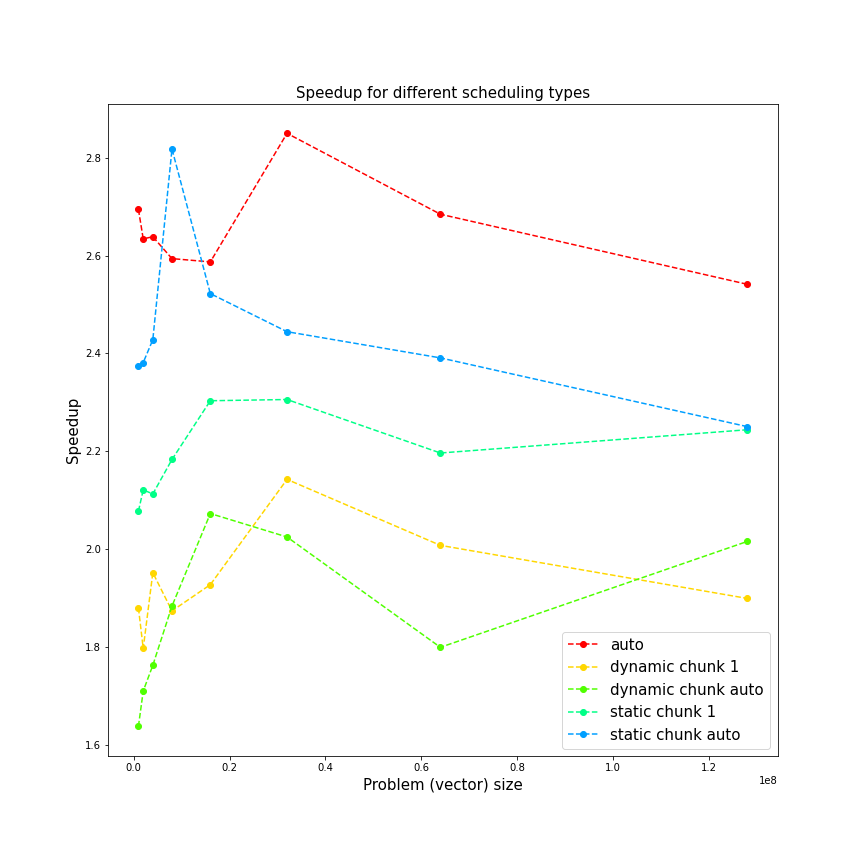 Speedup for different scheduling types
Speedup
2.8
2.6
2.4
2.2
2.0
1.8
1.6
auto
dynamic chunk 1
dynamic chunk auto
static chunk 1
static chunk auto
0.0 0.2 0.4 0.6 0.8 1.0 1.2
1e8
Problem (vector) size